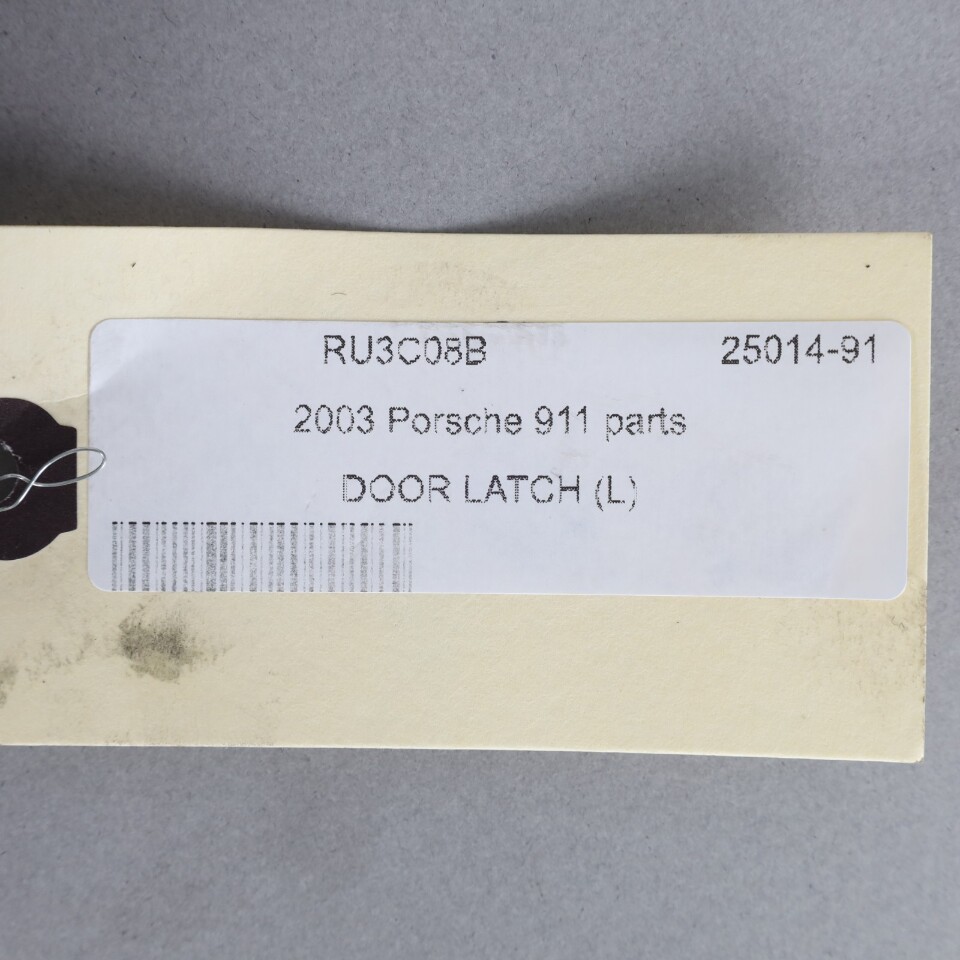 RU3C08B 25014-91
2003 Porsche 911 parts
DOOR LATCH (L)